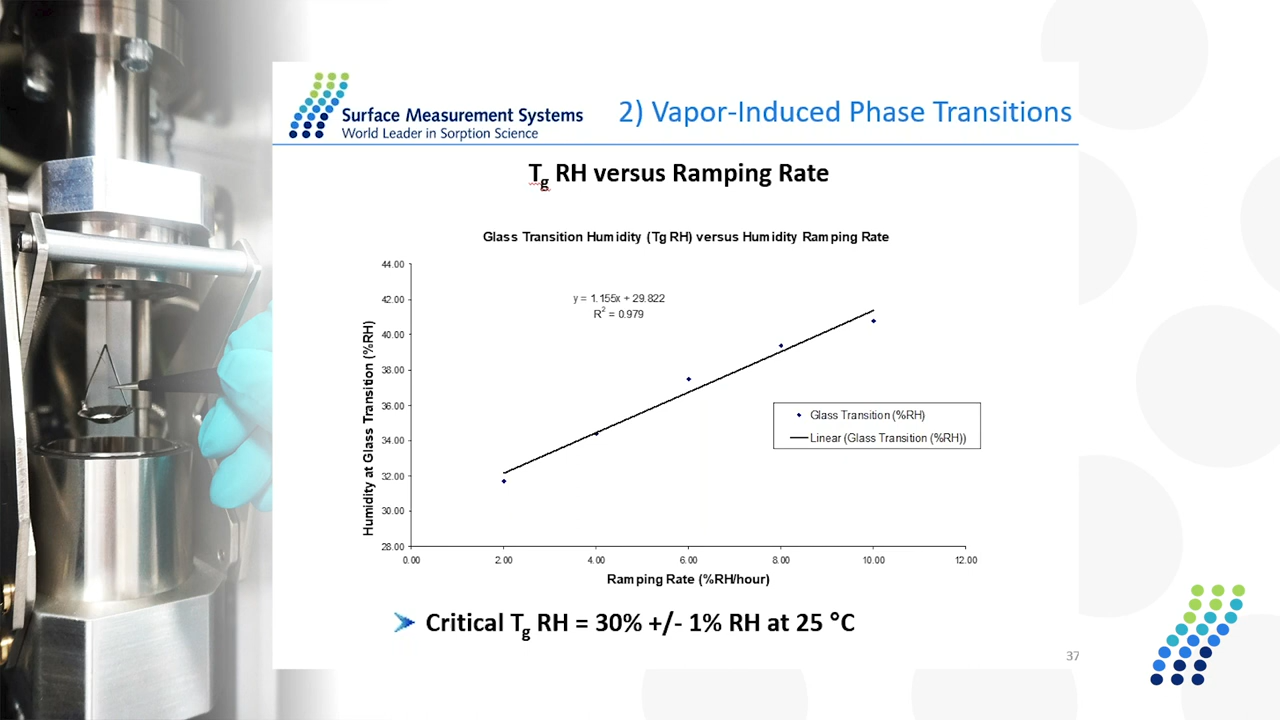 Surface Measurement Systems
World Leader in Sorption Science
2) Vapor-Induced Phase Transitions
Tg RH versus Ramping Rate
Glass Transition Humidity (Tg RH) versus Humidity Ramping Rate
y = 1.155x + 29.822
R² = 0.979
Humidity at Glass Transition (%RH)
44.00
42.00
40.00
38.00
36.00
34.00
32.00
30.00
28.00
0.00 2.00 4.00 6.00 8.00 10.00 12.00
Ramping Rate (%RH/hour)
Glass Transition (%RH)
Linear (Glass Transition (%RH))
Critical Tg RH = 30% +/- 1% RH at 25 °C
37